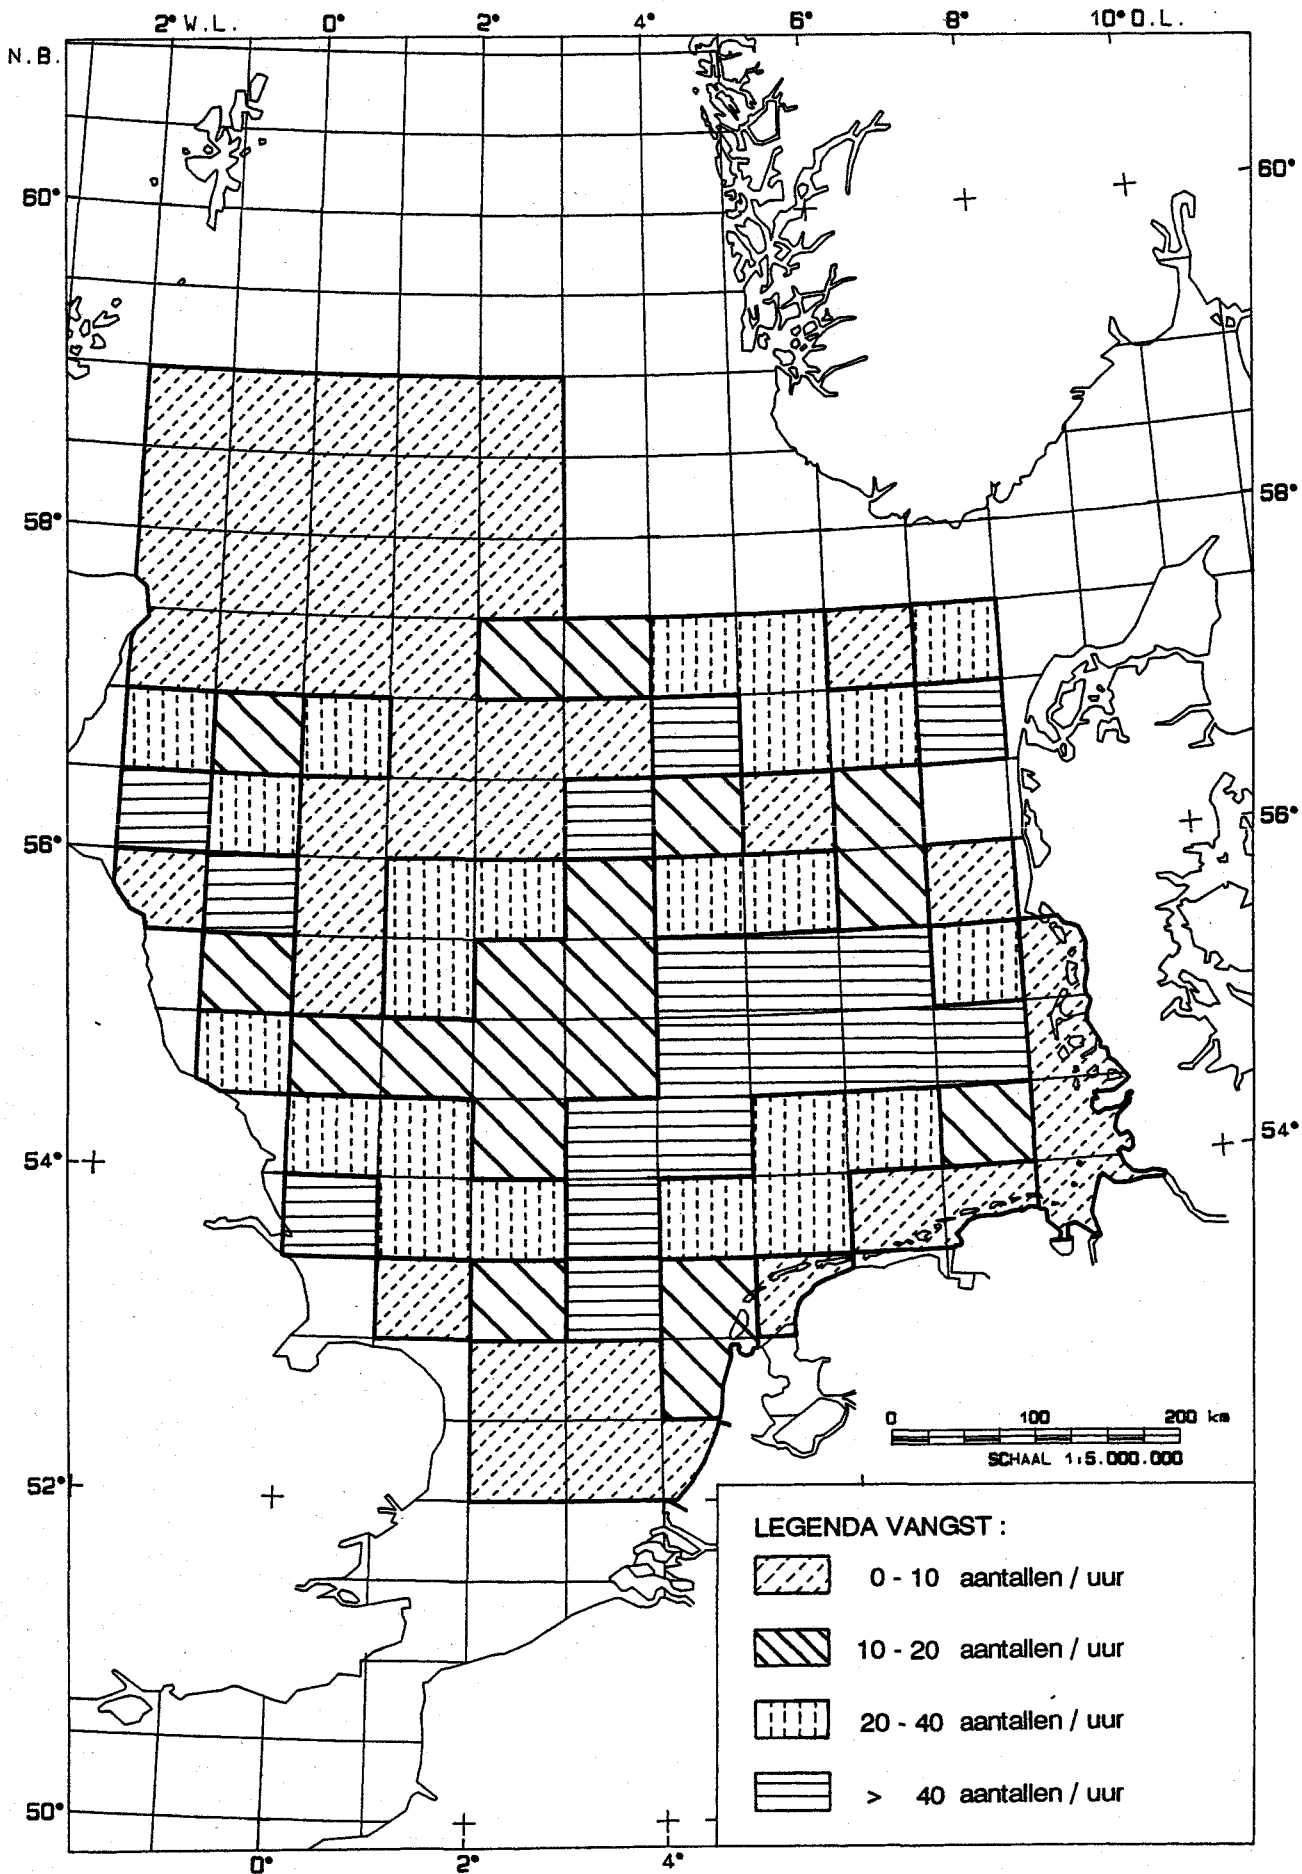 2° W.L. 0° 2° 4° 6° 8° 10° O.L.
N.B.
60° 60°
58° 58°
56° 56°
54° 54°
0 100 200 km
SCHAAL 1:5.000.000
52°
LEGENDA VANGST :
0 - 10 aantallen / uur
10 - 20 aantallen / uur
20 - 40 aantallen / uur
> 40 aantallen / uur
50°
0° 2° 4°